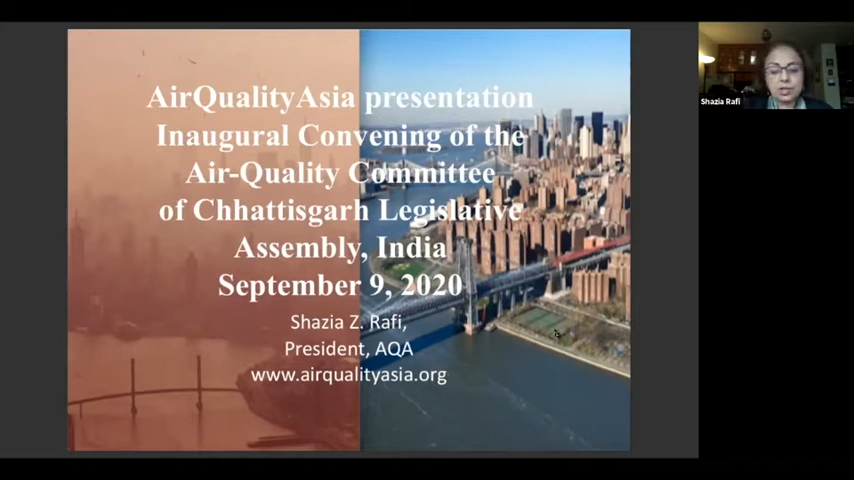 AirQualityAsia presentation
Inaugural Convening of the
Air-Quality Committee
of Chhattisgarh Legislative
Assembly, India
September 9, 2020
Shazia Z. Rafi,
President, AQA
www.airqualityasia.org
Shazia Rafi